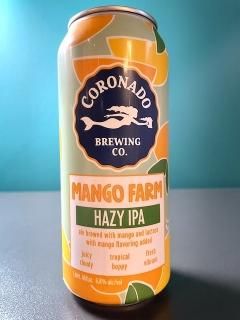 CORONADO
BREWING
CO.
MANGO FARM
HAZY IPA
ale brewed with mango and lactose
with mango flavoring added
juicy tropical fresh
cloudy hoppy vibrant